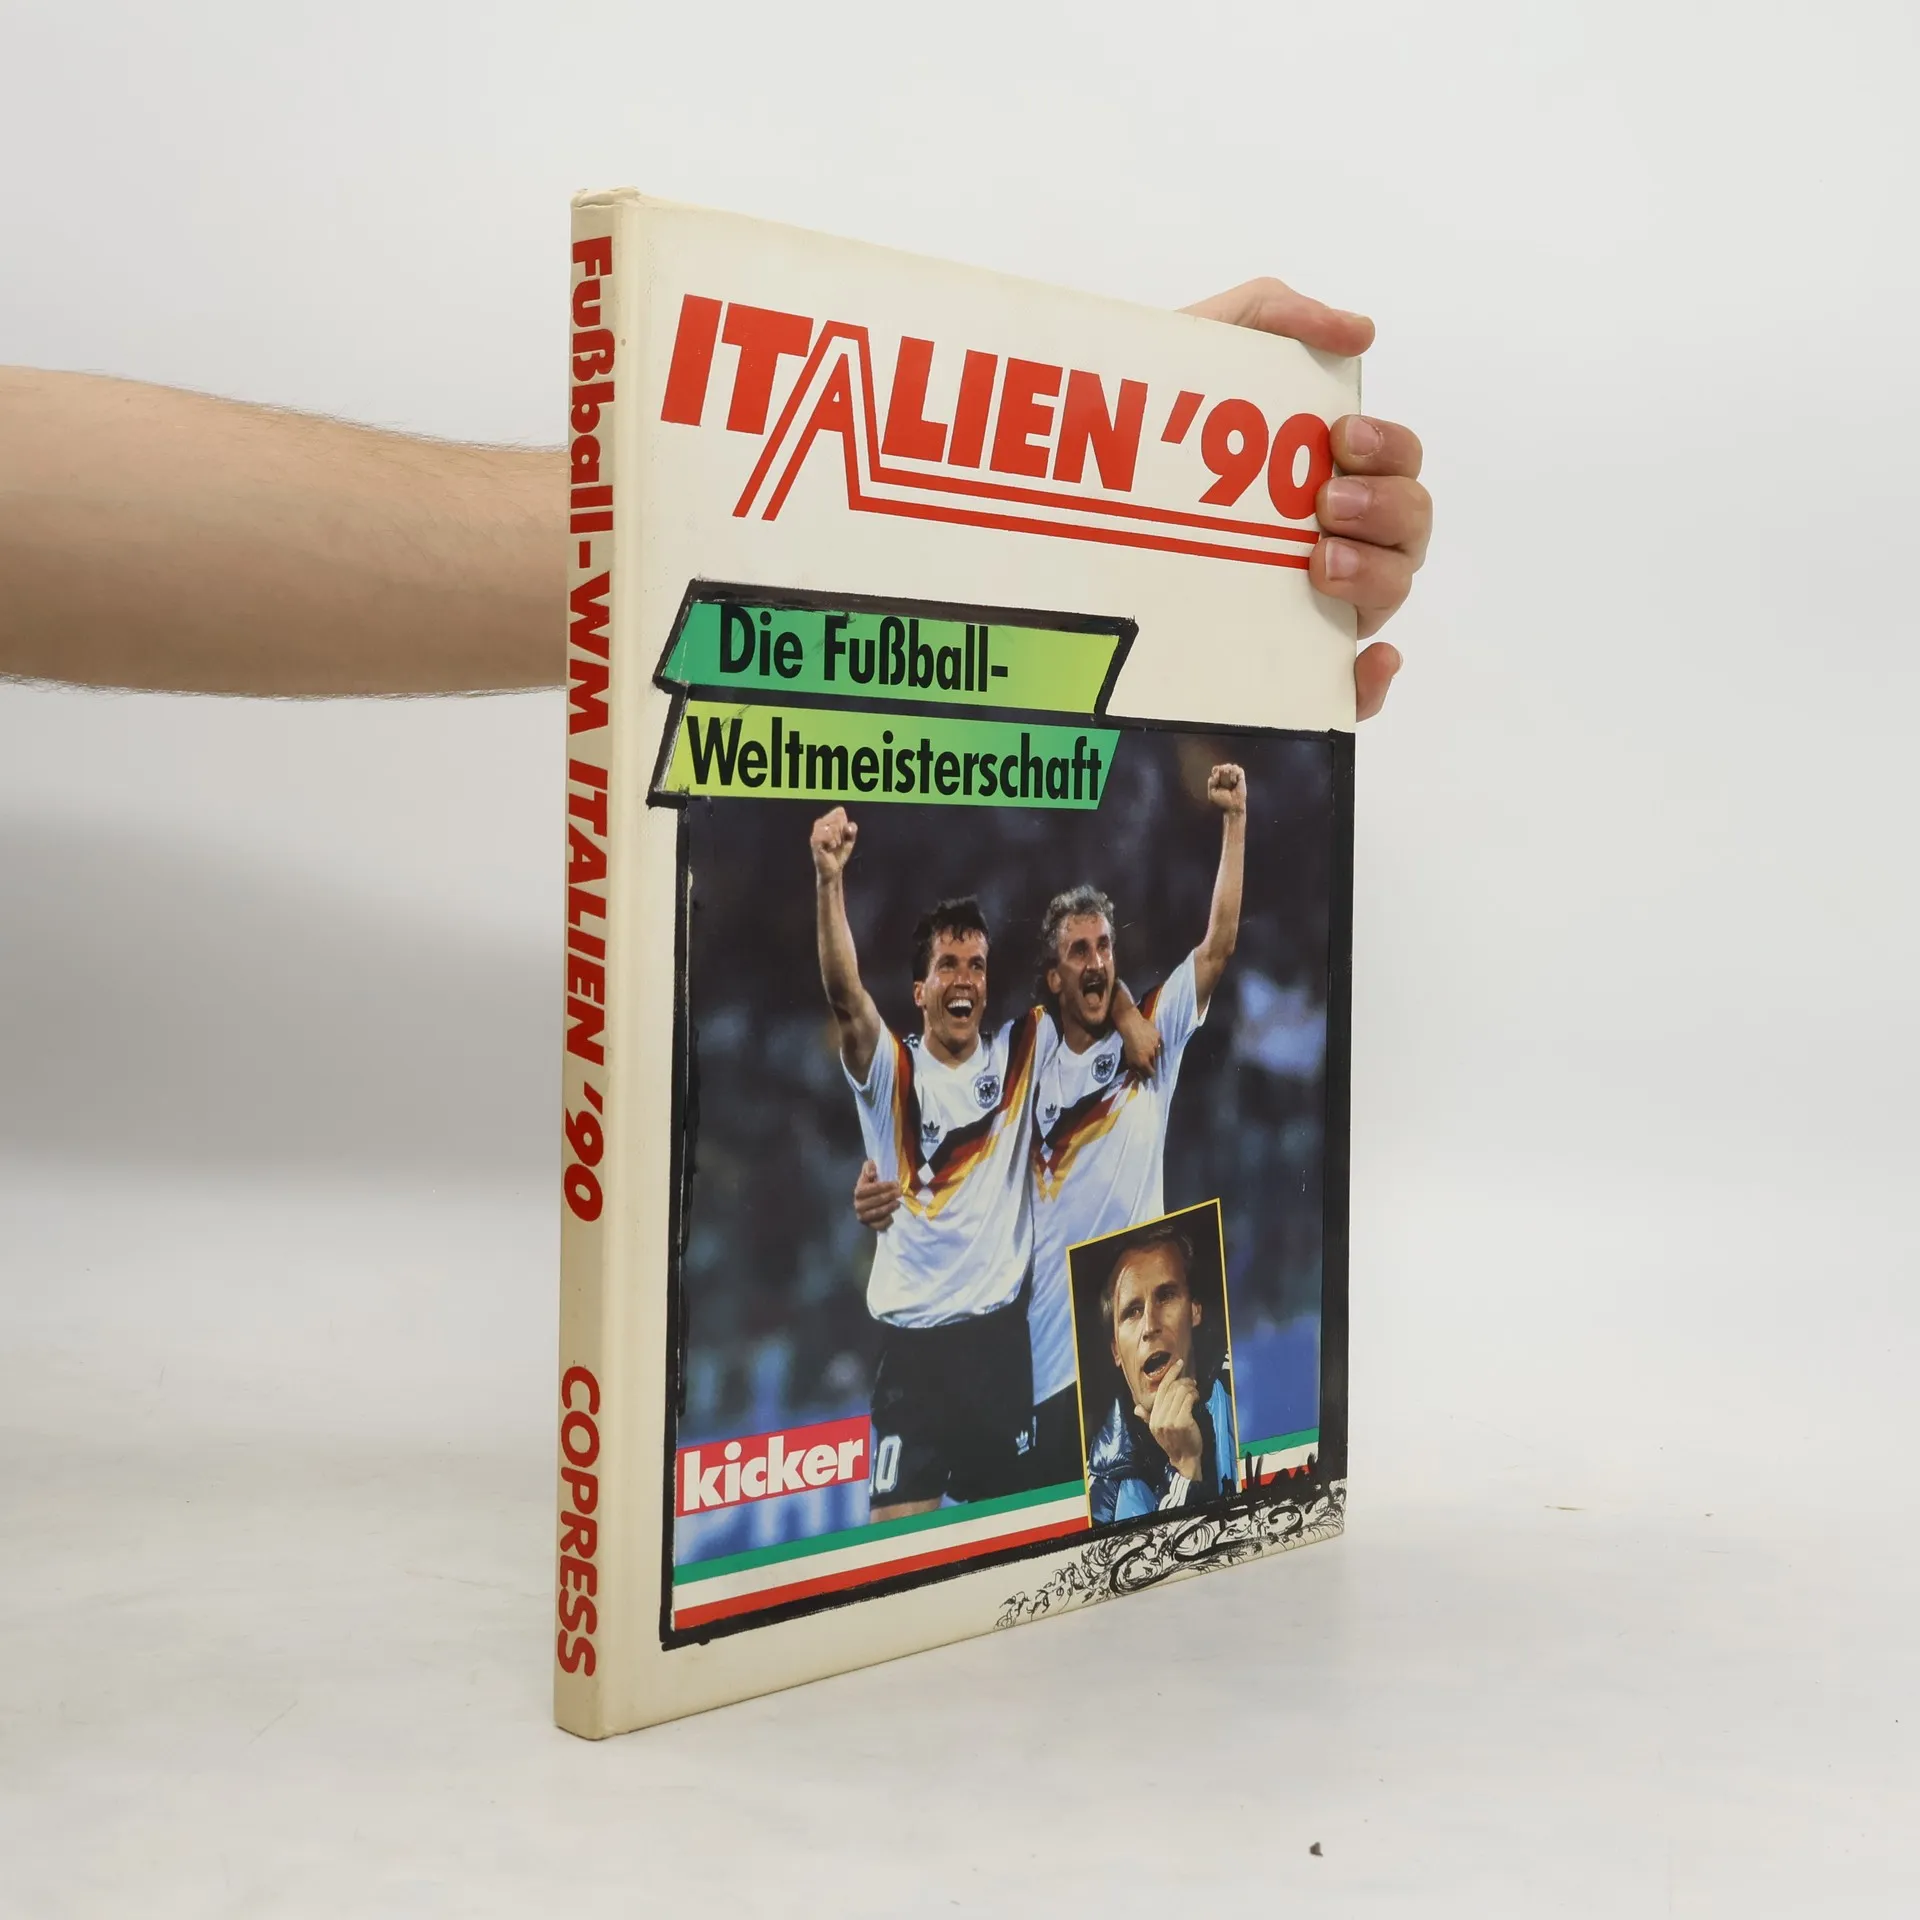 Fußball-WM ITALIEN '90
COPRESS
ITALIEN '90
Die Fußball-
Weltmeisterschaft
kicker